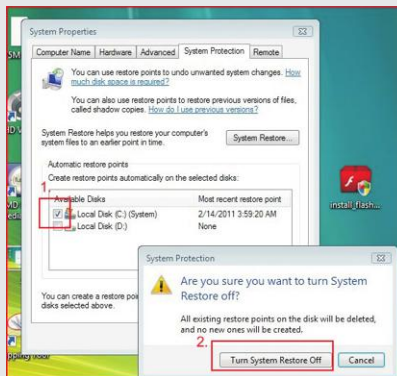 System Properties
Computer Name Hardware Advanced System Protection Remote
You can use restore points to undo unwanted system changes. How
much disk space is required?
You can also use restore points to restore previous versions of files,
called shadow copies. How do I use previous versions?
System Restore helps you restore your computer's
system files to an earlier point in time.
System Restore...
Automatic restore points
Create restore points automatically on the selected disks:
1.
Available Disks Most recent restore point
Local Disk (C:) (System) 2/14/2011 3:59:20 AM
Local Disk (D:) None
You can create a restore poi
disks selected above.
install_flash...
System Protection
Are you sure you want to turn System
Restore off?
All existing restore points on the disk will be deleted,
and no new ones will be created.
2.
Turn System Restore Off Cancel